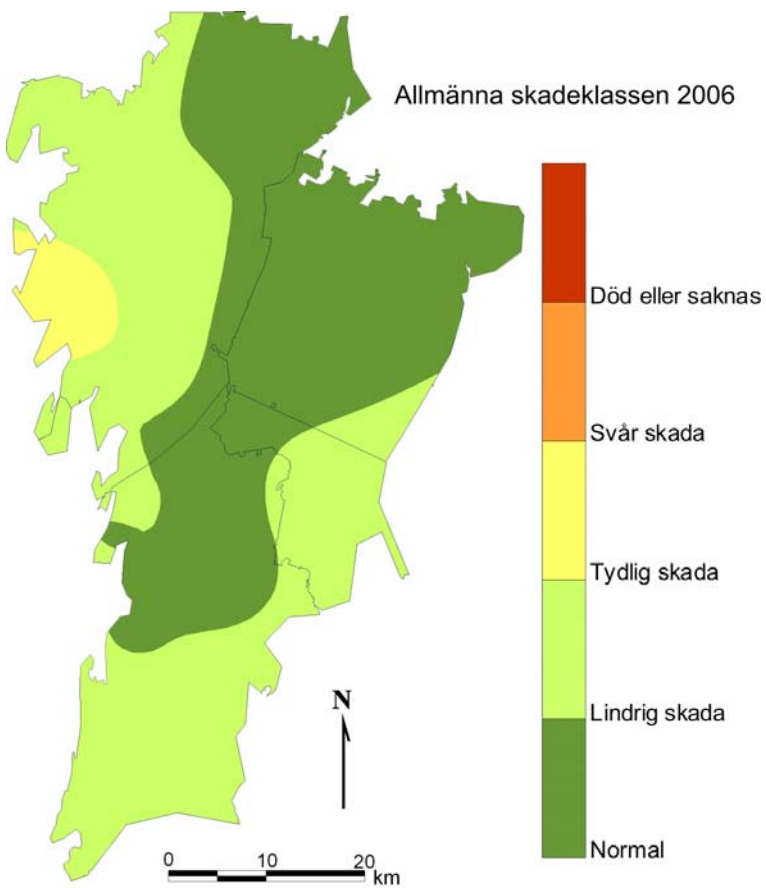 Allmänna skadeklassen 2006
Död eller saknas
Svår skada
Tydlig skada
Lindrig skada
Normal
N
0 10 20
km